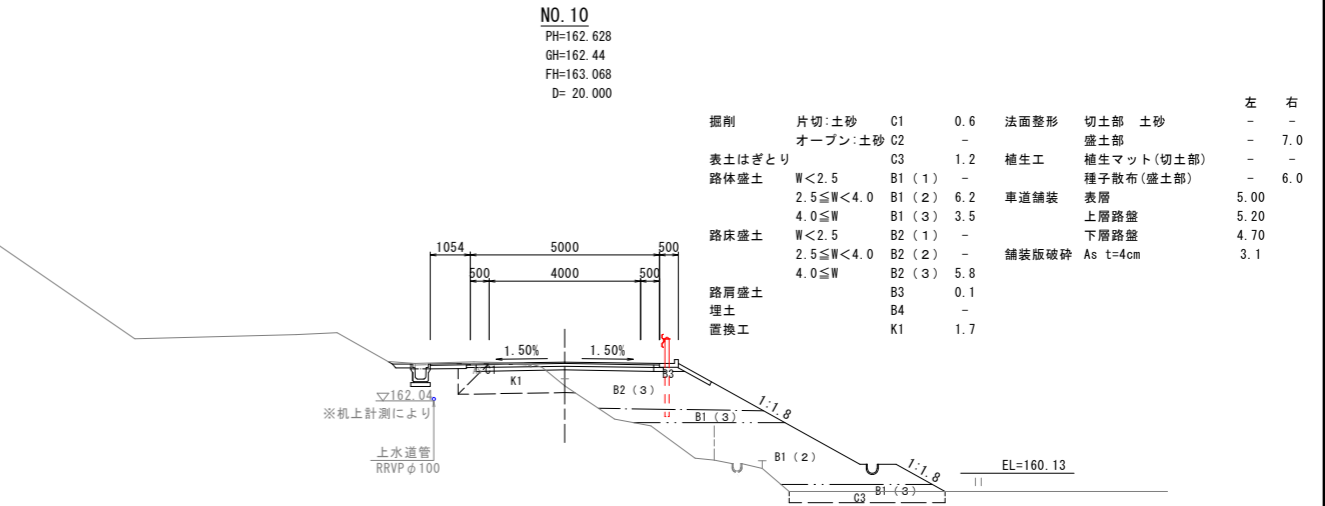 NO.10
PH=162.628
GH=162.44
FH=163.068
D= 20.000
左 右
掘削 片切:土砂 C1 0.6 法面整形 切土部 土砂 - -
オープン:土砂 C2 - 盛土部 - 7.0
表土はぎとり C3 1.2 植生工 植生マット(切土部) - -
路体盛土 W<2.5 B1(1) - 種子散布(盛土部) - 6.0
2.5≦W<4.0 B1(2) 6.2 車道舗装 表層 5.00
4.0≦W B1(3) 3.5 上層路盤 5.20
路床盛土 W<2.5 B2(1) - 下層路盤 4.70
2.5≦W<4.0 B2(2) - 舗装版破砕 As t=4cm 3.1
4.0≦W B2(3) 5.8
路肩盛土 B3 0.1
埋土 B4 -
置換工 K1 1.7
1054 5000 500
500 4000 500
1.50% 1.50%
C1 K1 B2(3) B3
▽162.04
※机上計測により
1:1.8
B1(3)
上水道管
RRVPφ100
B1(2)
1:1.8
EL=160.13
B1(3)
C3